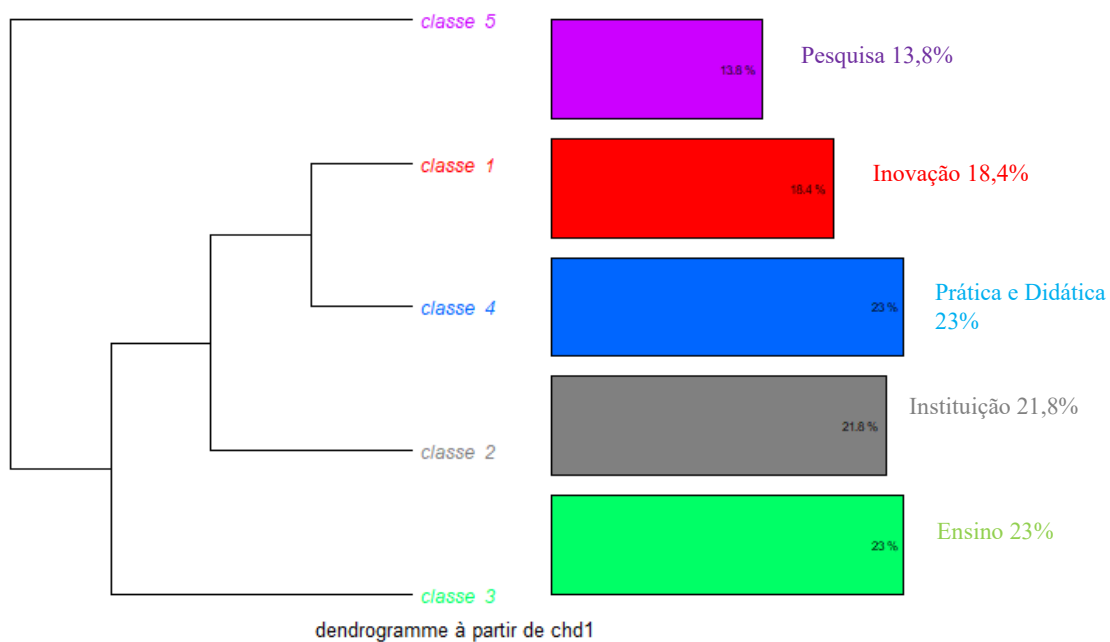 classe 5
13.8 %
Pesquisa 13,8%
classe 1
18.4 %
Inovação 18,4%
classe 4
23 %
Prática e Didática
23%
classe 2
21.8 %
Instituição 21,8%
classe 3
23 %
Ensino 23%
dendrogramme à partir de chd1